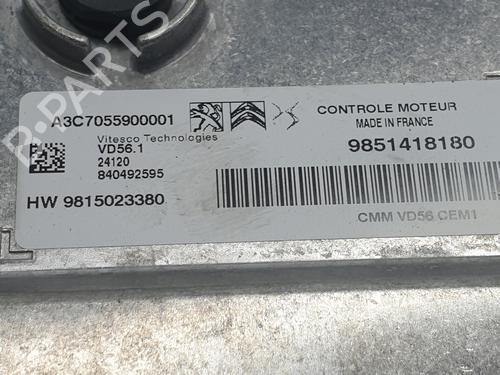 A3C7055900001
Vitesco Technologies
VD56.1
24120
840492595
HW 9815023380
CONTROLE MOTEUR
MADE IN FRANCE
9851418180
CMM VD56 CEM1
B-PARTS
B-PARTS